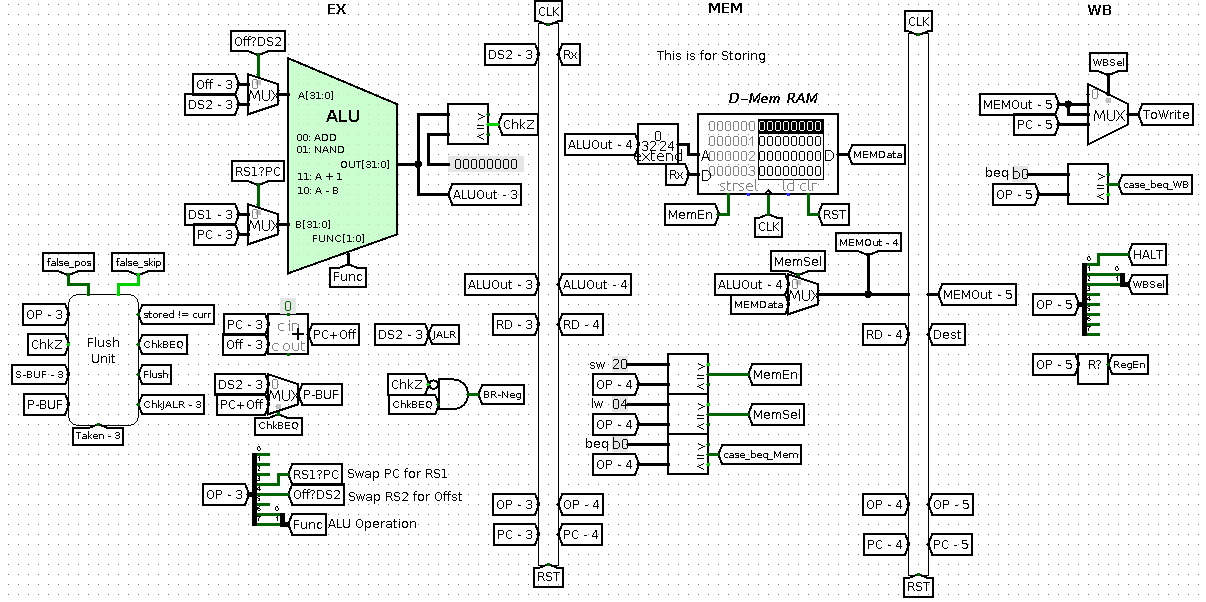 EX
MEM
WB
CLK
CLK
Off?DS2
Off - 3
DS2 - 3
0
MUX
A[31:0]
ALU
00: ADD
01: NAND
OUT[31:0]
11: A + 1
10: A - B
B[31:0]
FUNC[1:0]
Func
RS1?PC
DS1 - 3
PC - 3
0
MUX
ChkZ
00000000
ALUOut - 3
DS2 - 3
Rx
This is for Storing
D-Mem RAM
ALUOut - 4
0
32 24
extend
Rx
A
D
000000 00000000
000001 00000000
000002 00000000
000003 00000000
D
str sel ld clr
MEMData
MemEn
CLK
RST
MEMOut - 4
MemSel
ALUOut - 4
MEMData
0
MUX
WBSel
MEMOut - 5
PC - 5
0
MUX
ToWrite
beq b0
OP - 5
case_beq_WB
HALT
WBSel
OP - 5
OP - 5
R?
RegEn
false_pos
false_skip
OP - 3
ChkZ
S-BUF - 3
P-BUF
Flush
Unit
stored != curr
ChkBEQ
Flush
ChkJALR - 3
Taken - 3
0
PC - 3
Off - 3
c in
+
c out
PC+Off
DS2 - 3
JALR
DS2 - 3
PC+Off
0
MUX
P-BUF
ChkBEQ
ChkZ
ChkBEQ
BR-Neg
OP - 3
RS1?PC
Swap PC for RS1
Off?DS2
Swap RS2 for Offst
Func
ALU Operation
ALUOut - 3
ALUOut - 4
RD - 3
RD - 4
OP - 3
OP - 4
PC - 3
PC - 4
RST
sw 20
OP - 4
MemEn
lw 04
OP - 4
MemSel
beq b0
OP - 4
case_beq_Mem
MEMOut - 5
RD - 4
Dest
OP - 4
OP - 5
PC - 4
PC - 5
RST